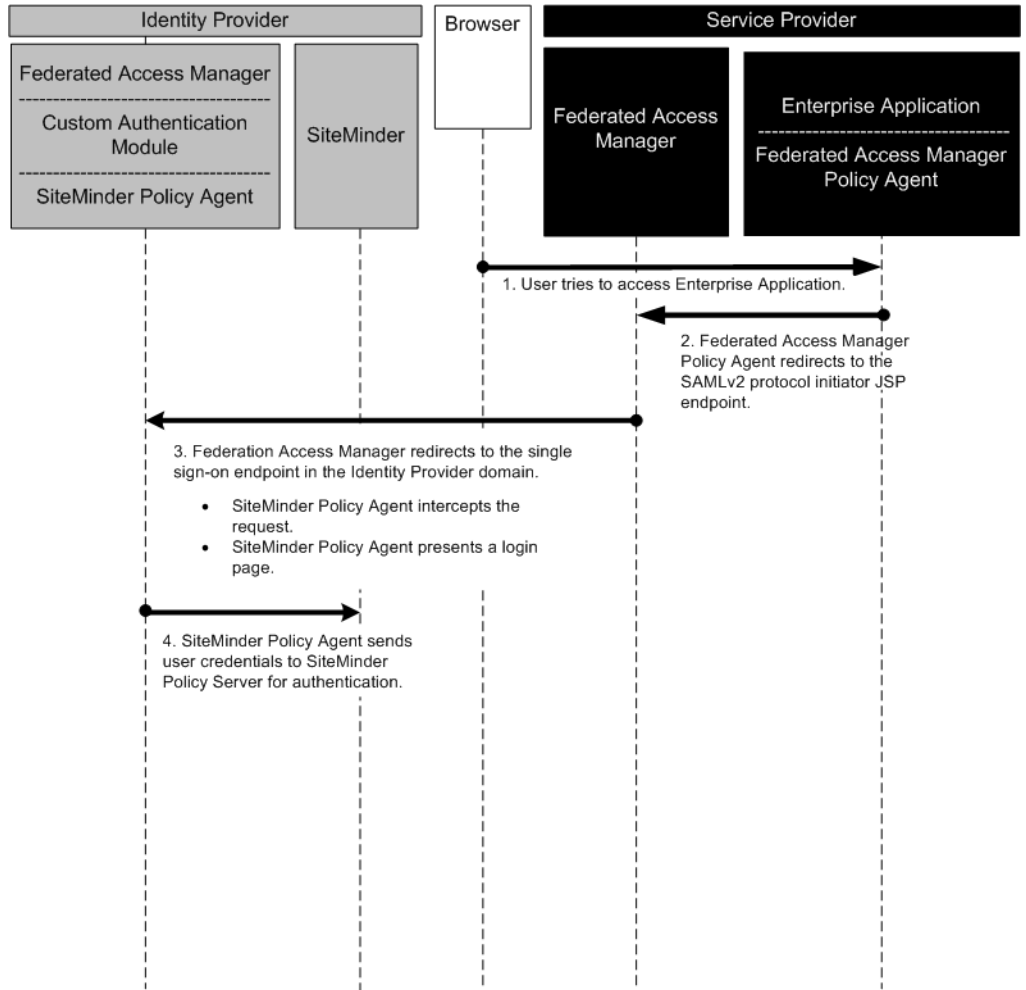 Identity Provider
Browser
Service Provider
Federated Access Manager
Custom Authentication
Module
SiteMinder Policy Agent
SiteMinder
Federated Access
Manager
Enterprise Application
Federated Access Manager
Policy Agent
1. User tries to access Enterprise Application.
2. Federated Access Manager
Policy Agent redirects to the
SAMLv2 protocol initiator JSP
endpoint.
3. Federation Access Manager redirects to the single
sign-on endpoint in the Identity Provider domain.
• SiteMinder Policy Agent intercepts the
request.
• SiteMinder Policy Agent presents a login
page.
4. SiteMinder Policy Agent sends
user credentials to SiteMinder
Policy Server for authentication.